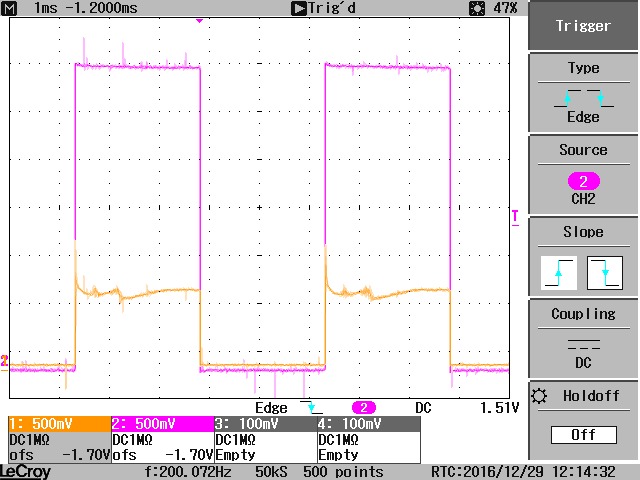 M 1ms -1.2000ms Trig'd 47%
Trigger
Type
Edge
Source
2
CH2
T
Slope
Coupling
DC
2
Holdoff
Off
Edge 2 DC 1.51V
1: 500mV 2: 500mV 3: 100mV 4: 100mV
DC1MΩ DC1MΩ DC1MΩ DC1MΩ
ofs -1.70V ofs -1.70V Empty Empty
LeCroy f:200.072Hz 50kS 500 points RTC:2016/12/29 12:14:32